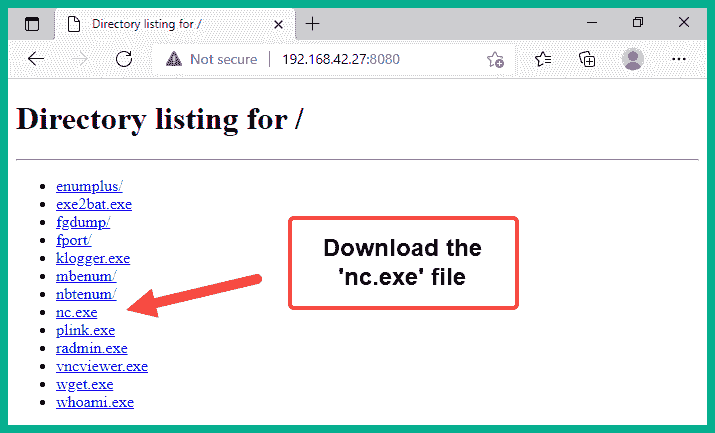 Directory listing for /
Not secure | 192.168.42.27:8080
Directory listing for /
enumplus/
exe2bat.exe
fgdump/
fport/
klogger.exe
mbenum/
nbtenum/
nc.exe
plink.exe
radmin.exe
vncviewer.exe
wget.exe
whoami.exe
Download the
'nc.exe' file